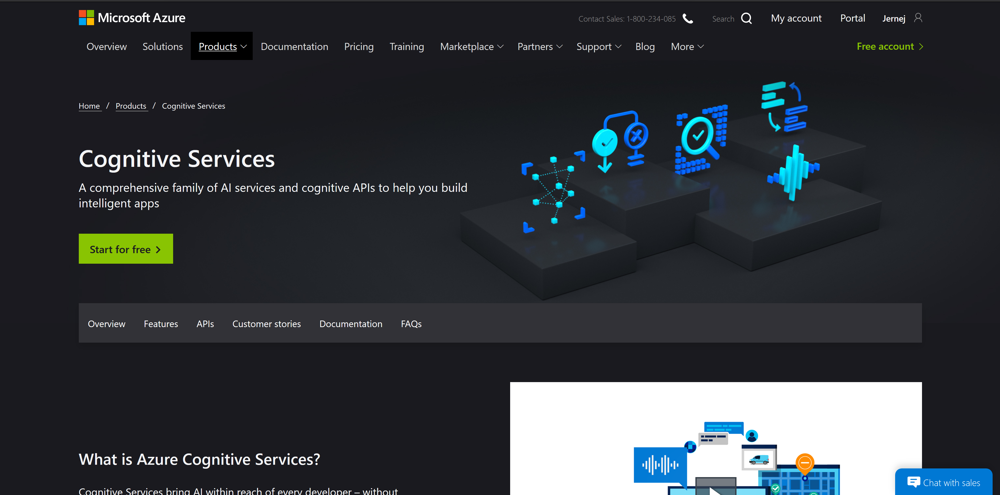 Microsoft Azure
Contact Sales: 1-800-234-085
Search
My account
Portal
Jernej
Overview
Solutions
Products
Documentation
Pricing
Training
Marketplace
Partners
Support
Blog
More
Free account
Home / Products / Cognitive Services
Cognitive Services
A comprehensive family of AI services and cognitive APIs to help you build
intelligent apps
Start for free
Overview
Features
APIs
Customer stories
Documentation
FAQs
What is Azure Cognitive Services?
Cognitive Services bring AI within reach of every developer – without
Chat with sales